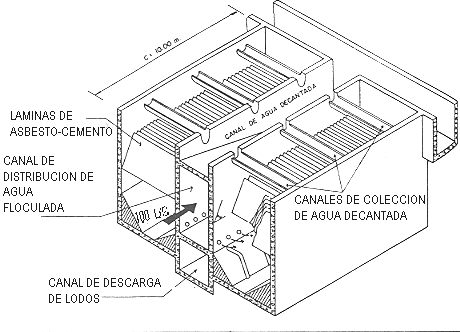 C= 10.00 m.
LAMINAS DE
ASBESTO-CEMENTO
CANAL DE AGUA DECANTADA
CANAL DE
DISTRIBUCION DE
AGUA
FLOCULADA
CANALES DE COLECCION
DE AGUA DECANTADA
CANAL DE DESCARGA
DE LODOS